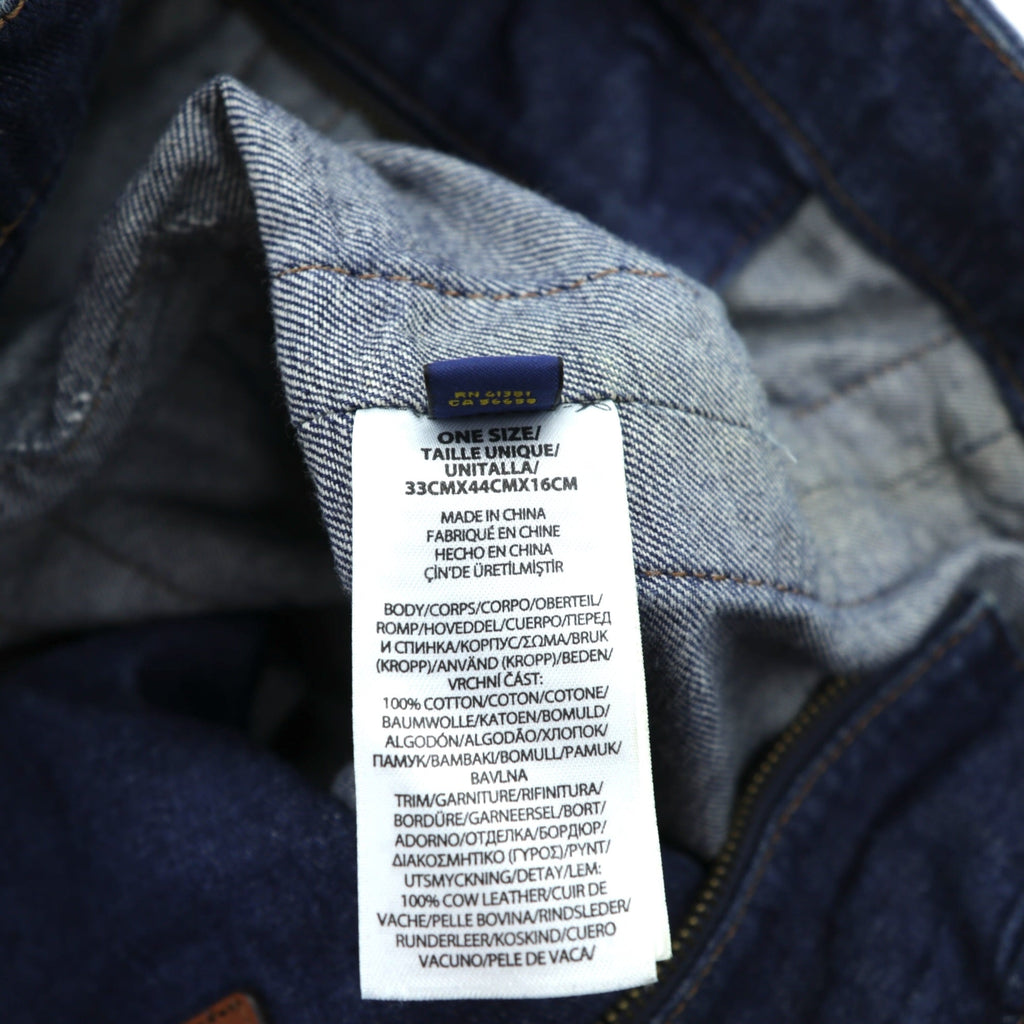 RN 41381
CA 56699
ONE SIZE/
TAILLE UNIQUE/
UNITALLA/
33CMX44CMX16CM
MADE IN CHINA
FABRIQUÉ EN CHINE
HECHO EN CHINA
ÇİN'DE ÜRETİLMİŞTİR
BODY/CORPS/CORPO/OBERTEIL/
ROMP/HOVEDDEL/CUERPO/ПЕРЕД
И СПИНКА/КОРПУС/ΣΩΜΑ/BRUK
(KROPP)/ANVÄND (KROPP)/BEDEN/
VRCHNÍ ČÁST:
100% COTTON/COTON/COTONE/
BAUMWOLLE/KATOEN/BOMULD/
ALGODÓN/ALGODÃO/ХЛОПОК/
ПАМУК/BAMBAKI/BOMULL/PAMUK/
BAVLNA
TRIM/GARNITURE/RIFINITURA/
BORDÜRE/GARNEERSEL/BORT/
ADORNO/ОТДЕЛКА/БОРДЮР/
ΔΙΑΚΟΣΜΗΤΙΚΟ (ΓΥΡΟΣ)/PYNT/
UTSMYCKNING/DETAY/LEM:
100% COW LEATHER/CUIR DE
VACHE/PELLE BOVINA/RINDSLEDER/
RUNDERLEER/KOSKIND/CUERO
VACUNO/PELE DE VACA/